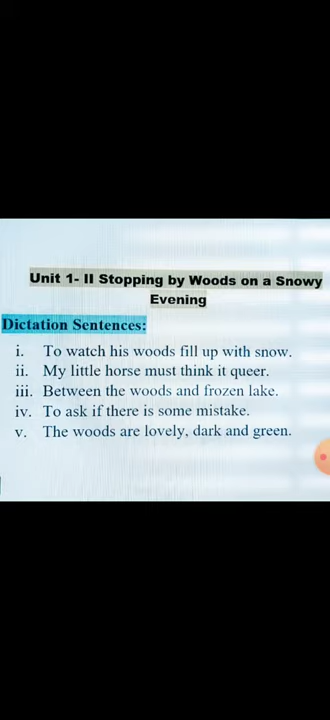 Unit 1- II Stopping by Woods on a Snowy
Evening
Dictation Sentences:
i. To watch his woods fill up with snow.
ii. My little horse must think it queer.
iii. Between the woods and frozen lake.
iv. To ask if there is some mistake.
v. The woods are lovely, dark and green.